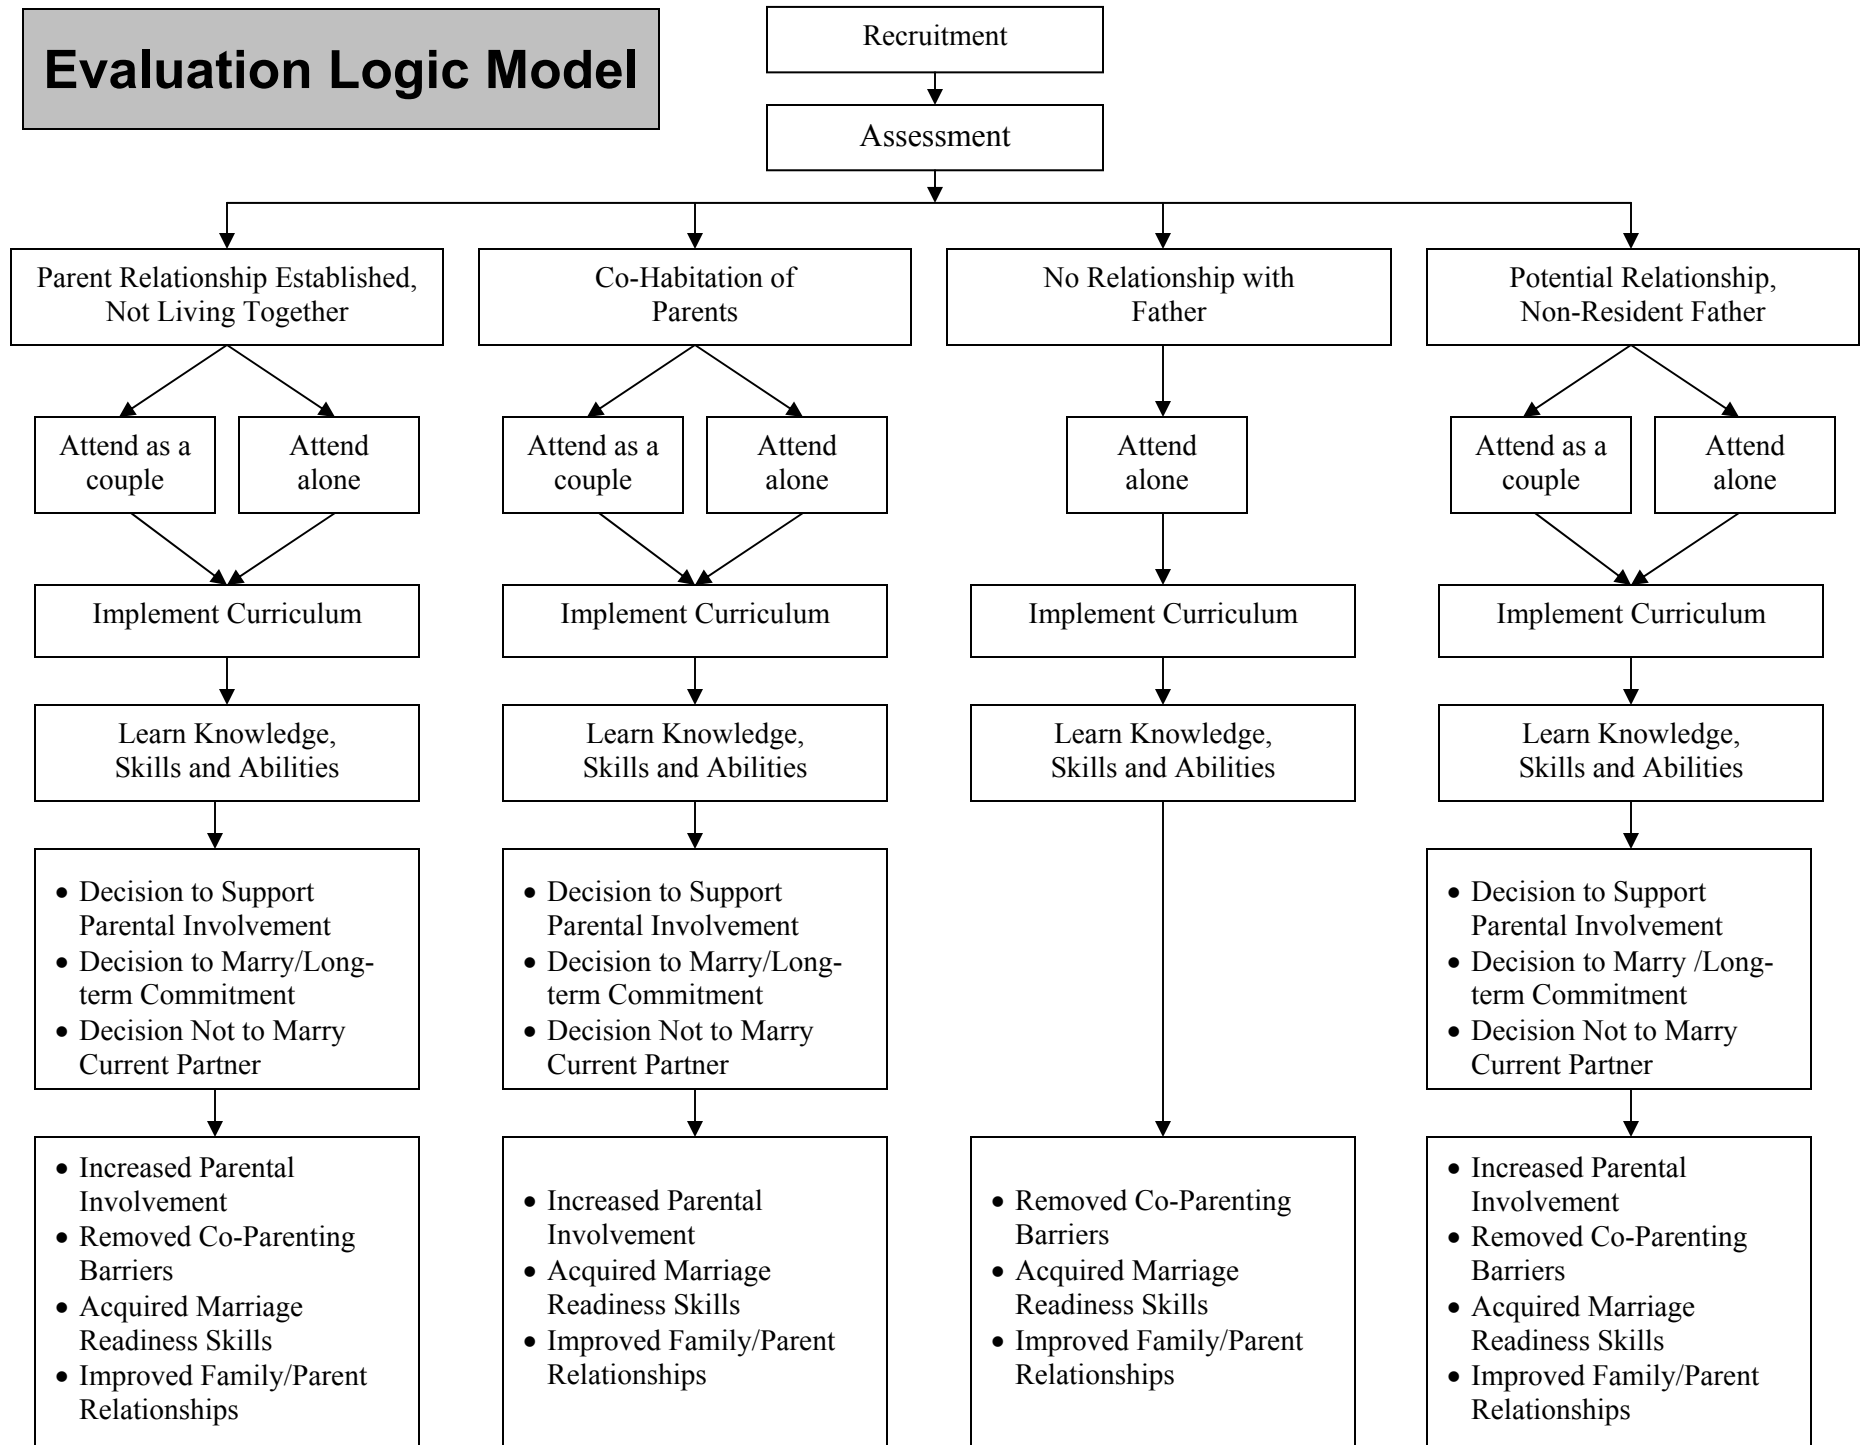 Evaluation Logic Model
Recruitment
Assessment
Parent Relationship Established,
Not Living Together
Co-Habitation of
Parents
No Relationship with
Father
Potential Relationship,
Non-Resident Father
Attend as a
couple
Attend
alone
Attend as a
couple
Attend
alone
Attend
alone
Attend as a
couple
Attend
alone
Implement Curriculum
Implement Curriculum
Implement Curriculum
Implement Curriculum
Learn Knowledge,
Skills and Abilities
Learn Knowledge,
Skills and Abilities
Learn Knowledge,
Skills and Abilities
Learn Knowledge,
Skills and Abilities
• Decision to Support
Parental Involvement
• Decision to Marry/Long-
term Commitment
• Decision Not to Marry
Current Partner
• Decision to Support
Parental Involvement
• Decision to Marry/Long-
term Commitment
• Decision Not to Marry
Current Partner
• Decision to Support
Parental Involvement
• Decision to Marry /Long-
term Commitment
• Decision Not to Marry
Current Partner
• Increased Parental
Involvement
• Removed Co-Parenting
Barriers
• Acquired Marriage
Readiness Skills
• Improved Family/Parent
Relationships
• Increased Parental
Involvement
• Acquired Marriage
Readiness Skills
• Improved Family/Parent
Relationships
• Removed Co-Parenting
Barriers
• Acquired Marriage
Readiness Skills
• Improved Family/Parent
Relationships
• Increased Parental
Involvement
• Removed Co-Parenting
Barriers
• Acquired Marriage
Readiness Skills
• Improved Family/Parent
Relationships